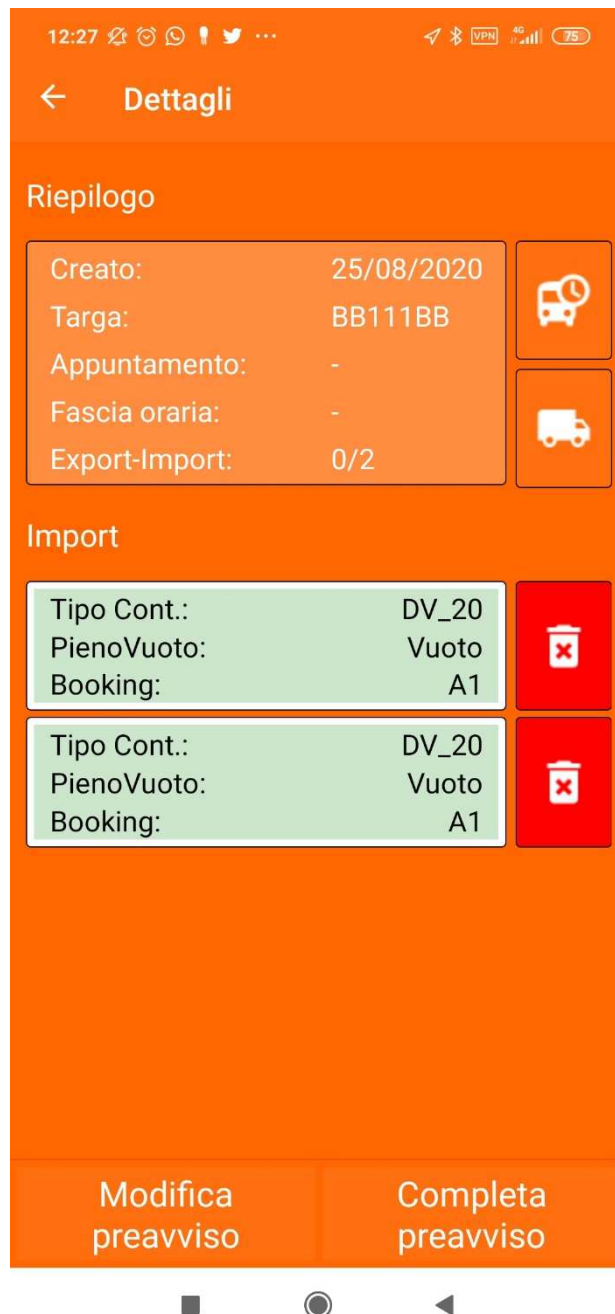 12:27 ... VPN 4G 75
Dettagli
Riepilogo
Creato: 25/08/2020
Targa: BB111BB
Appuntamento: -
Fascia oraria: -
Export-Import: 0/2
Import
Tipo Cont.: DV_20
PienoVuoto: Vuoto
Booking: A1
Tipo Cont.: DV_20
PienoVuoto: Vuoto
Booking: A1
Modifica
preavviso
Completa
preavviso